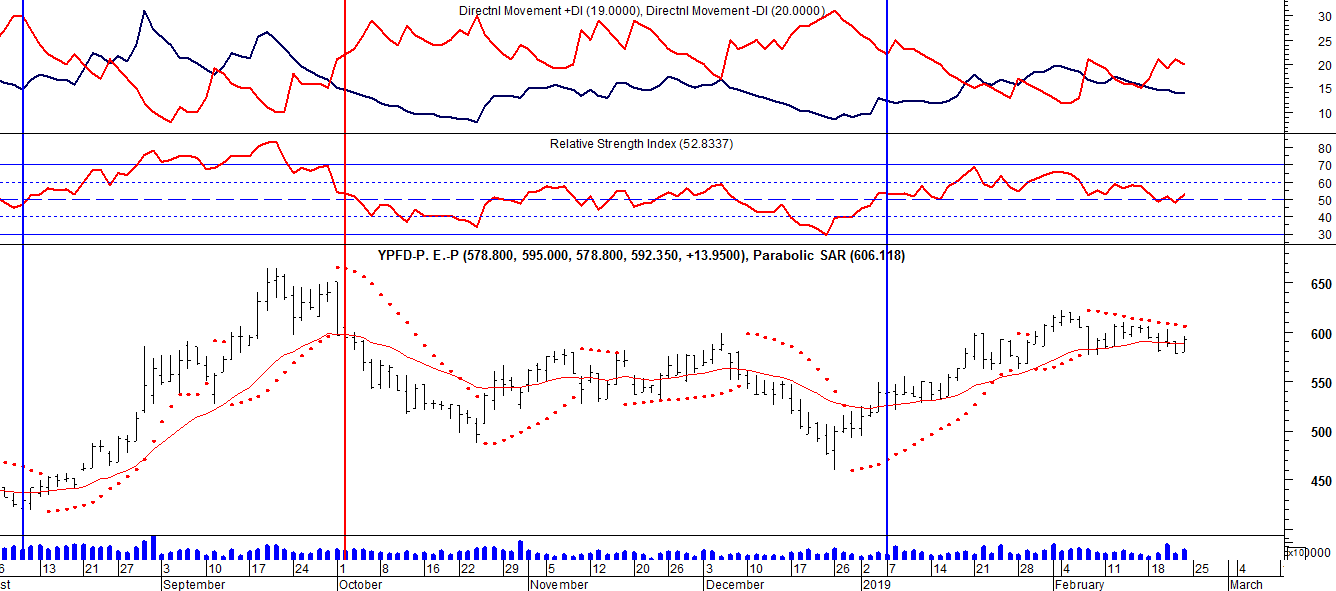 Directnl Movement +DI (19.0000), Directnl Movement -DI (20.0000)
30
25
20
15
10
Relative Strength Index (52.8337)
80
70
60
50
40
30
YPFD-P. E.-P (578.800, 595.000, 578.800, 592.350, +13.9500), Parabolic SAR (606.118)
650
600
550
500
450
x10
0000
6 13 21 27 3 10 17 24 1 8 16 22 29 5 12 20 26 3 10 17 26 2 7 14 21 28 4 11 18 25 4
st September October November December 2019 February March